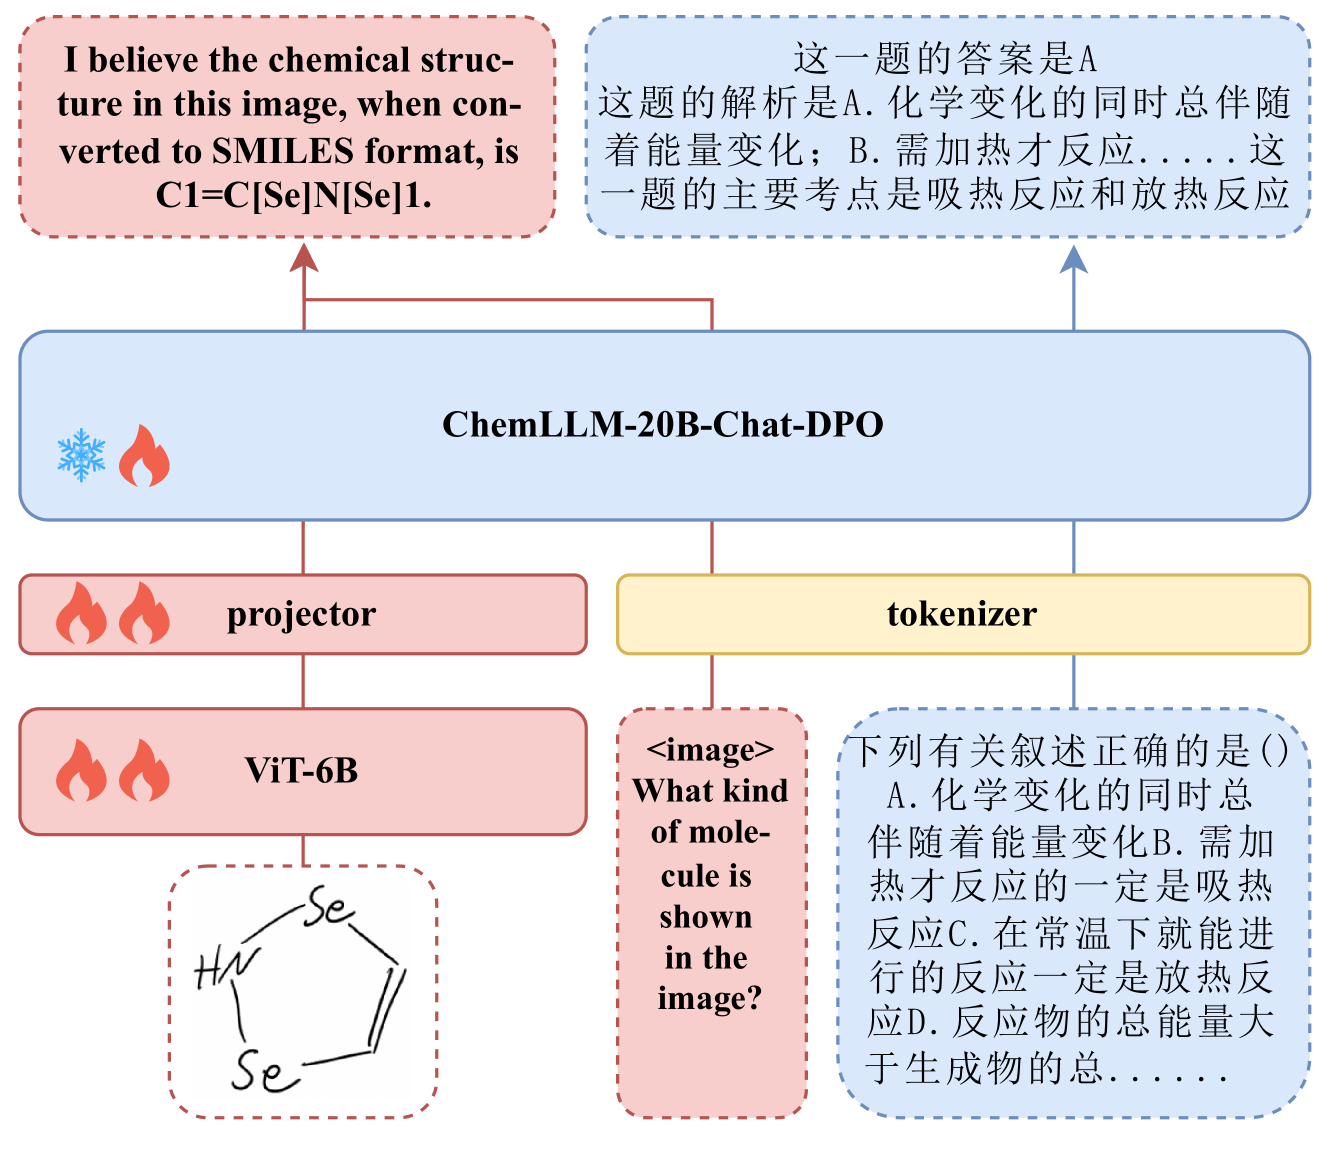 I believe the chemical struc-
ture in this image, when con-
verted to SMILES format, is
C1=C[Se]N[Se]1.
这一题的答案是A
这题的解析是A.化学变化的同时总伴随
着能量变化；B.需加热才反应.....这
一题的主要考点是吸热反应和放热反应
ChemLLM-20B-Chat-DPO
projector
tokenizer
ViT-6B
Se
HN
Se
<image>
What kind
of mole-
cule is
shown
in the
image?
下列有关叙述正确的是()
A.化学变化的同时总
伴随着能量变化B.需加
热才反应的一定是吸热
反应C.在常温下就能进
行的反应一定是放热反
应D.反应物的总能量大
于生成物的总......